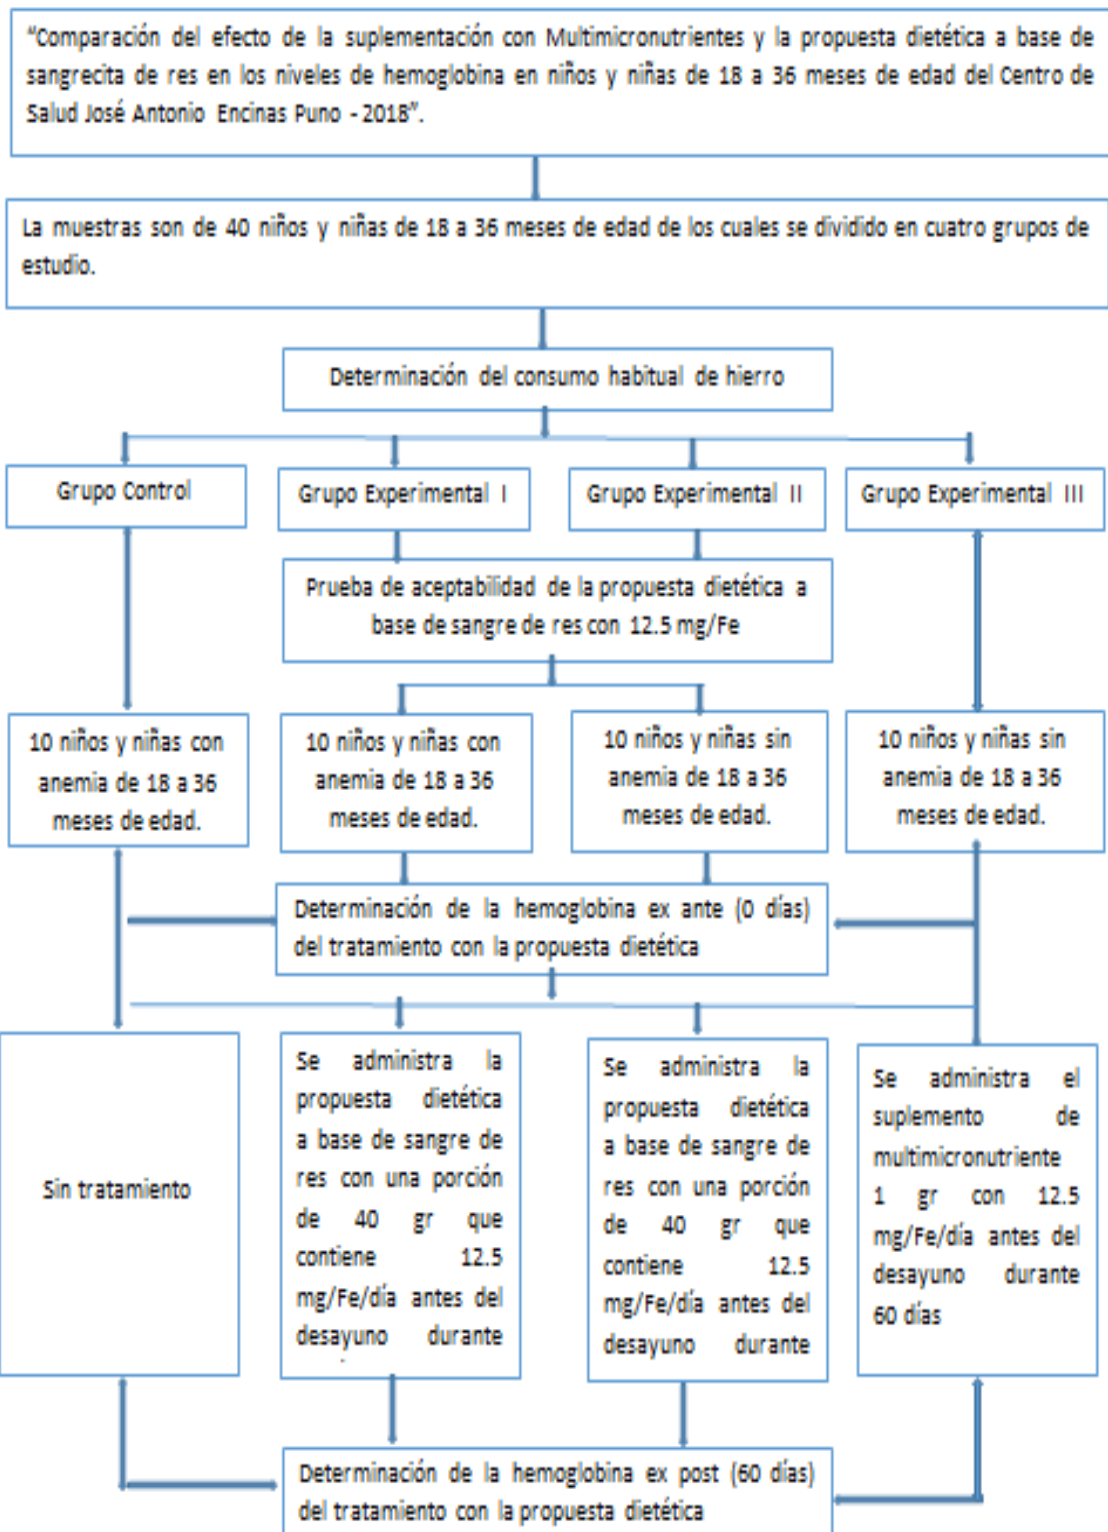 “Comparación del efecto de la suplementación con Multimicronutrientes y la propuesta dietética a base de
sangrecita de res en los niveles de hemoglobina en niños y niñas de 18 a 36 meses de edad del Centro de
Salud José Antonio Encinas Puno - 2018”.
La muestras son de 40 niños y niñas de 18 a 36 meses de edad de los cuales se dividido en cuatro grupos de
estudio.
Determinación del consumo habitual de hierro
Grupo Control
Grupo Experimental I
Grupo Experimental II
Grupo Experimental III
Prueba de aceptabilidad de la propuesta dietética a
base de sangre de res con 12.5 mg/Fe
10 niños y niñas con
anemia de 18 a 36
meses de edad.
10 niños y niñas con
anemia de 18 a 36
meses de edad.
10 niños y niñas sin
anemia de 18 a 36
meses de edad.
10 niños y niñas sin
anemia de 18 a 36
meses de edad.
Determinación de la hemoglobina ex ante (0 días)
del tratamiento con la propuesta dietética
Sin tratamiento
Se administra la
propuesta dietética
a base de sangre de
res con una porción
de 40 gr que
contiene 12.5
mg/Fe/día antes del
desayuno durante
Se administra la
propuesta dietética
a base de sangre de
res con una porción
de 40 gr que
contiene 12.5
mg/Fe/día antes del
desayuno durante
Se administra el
suplemento de
multimicronutriente
1 gr con 12.5
mg/Fe/día antes del
desayuno durante
60 días
Determinación de la hemoglobina ex post (60 días)
del tratamiento con la propuesta dietética